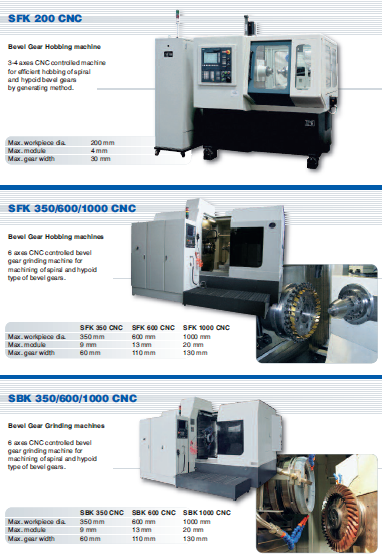 SFK 200 CNC
Bevel Gear Hobbing machine
3-4 axes CNC controlled machine
for efficient hobbing of spiral
and hypoid bevel gears
by generating method.
Max. workpiece dia. 200 mm
Max. module 4 mm
Max. gear width 30 mm
SFK 350/600/1000 CNC
Bevel Gear Hobbing machines
6 axes CNC controlled bevel
gear grinding machine for
machining of spiral and hypoid
type of bevel gears.
SFK 350 CNC SFK 600 CNC SFK 1000 CNC
Max. workpiece dia. 350 mm 600 mm 1000 mm
Max. module 9 mm 13 mm 20 mm
Max. gear width 60 mm 110 mm 130 mm
SBK 350/600/1000 CNC
Bevel Gear Grinding machines
6 axes CNC controlled bevel
gear grinding machine for
machining of spiral and hypoid
type of bevel gears.
SBK 350 CNC SBK 600 CNC SBK 1000 CNC
Max. workpiece dia. 350 mm 600 mm 1000 mm
Max. module 9 mm 13 mm 20 mm
Max. gear width 60 mm 110 mm 130 mm